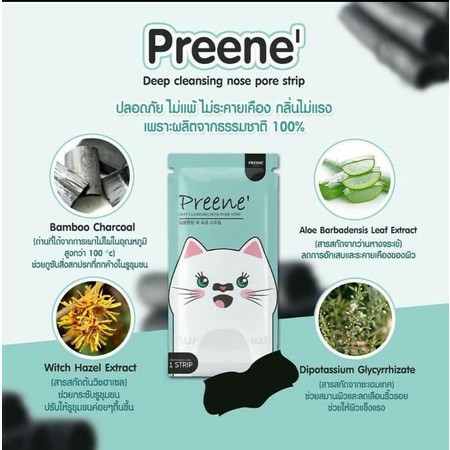 Preene'
Deep cleansing nose pore strip
ปลอดภัย ไม่แพ้ ไม่ระคายเคือง กลิ่นไม่แรง
เพราะผลิตจากธรรมชาติ 100%
Bamboo Charcoal
(ถ่านที่ได้จากการเผาไม้ไผ่ในอุณหภูมิ
สูงกว่า 100 °c)
ช่วยดูซับสิ่งสกปรกที่ตกค้างในรูขุมขน
Aloe Barbadensis Leaf Extract
(สารสกัดจากว่านหางจระเข้)
ลดการอักเสบและระคายเคืองของผิว
PREENE'
Preene'
DEEP CLEANSING NOSE PORE STRIP
1 STRIP
Witch Hazel Extract
(สารสกัดต้นวิชฮาเซล)
ช่วยกระชับรูขุมขน
ปรับให้รูขุมขนค่อยๆตื้นขึ้น
Dipotassium Glycyrrhizate
(สารสกัดจากชะเอมเทศ)
ช่วยสมานผิวและลดเลือนริ้วรอย
ช่วยให้ผิวแข็งแรง